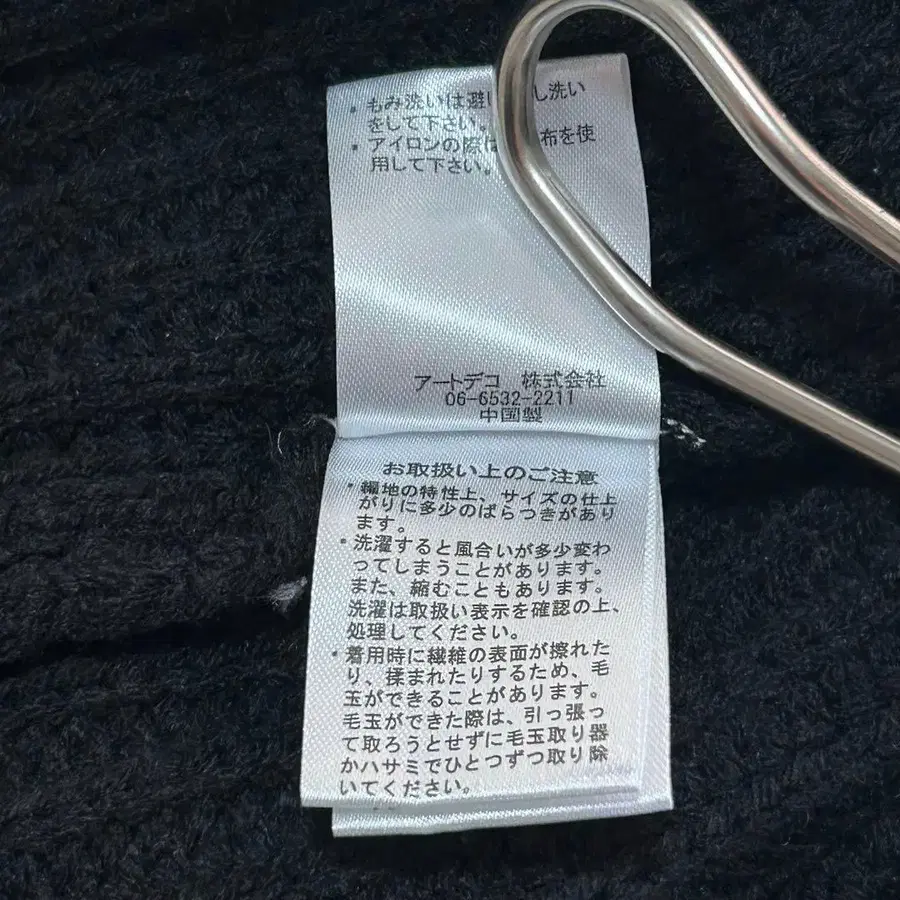 ・もみ洗いは避 し洗い
をして下さい。
・アイロンの際は 布を使
用して下さい。
アートデコ 株式会社
06-6532-2211
中国製
お取扱い上のご注意
・編地の特性上、サイズの仕上
がりに多少のばらつきがあり
ます。
・洗濯すると風合いが多少変わ
ってしまうことがあります。
また、縮むこともあります。
洗濯は取扱い表示を確認の上、
処理してください。
・着用時に繊維の表面が擦れた
り、揉まれたりするため、毛
玉ができることがあります。
毛玉ができた際は、引っ張っ
て取ろうとせずに毛玉取り器
かハサミでひとつずつ取り除
いてください。